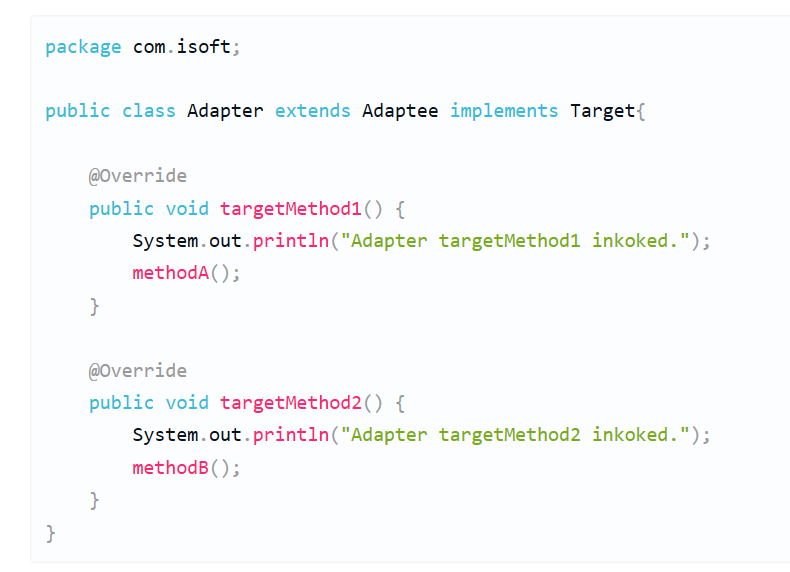 package com.isoft;
public class Adapter extends Adaptee implements Target{
@Override
public void targetMethod1() {
System.out.println("Adapter targetMethod1 inkoked.");
methodA();
}
@Override
public void targetMethod2() {
System.out.println("Adapter targetMethod2 inkoked.");
methodB();
}
}